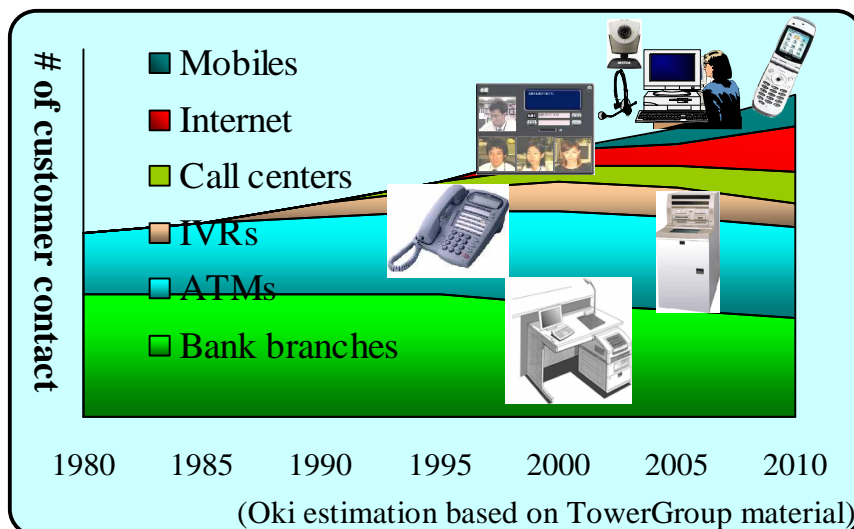 # of customer contact
Mobiles
Internet
Call centers
IVRs
ATMs
Bank branches
1980 1985 1990 1995 2000 2005 2010
(Oki estimation based on TowerGroup material)